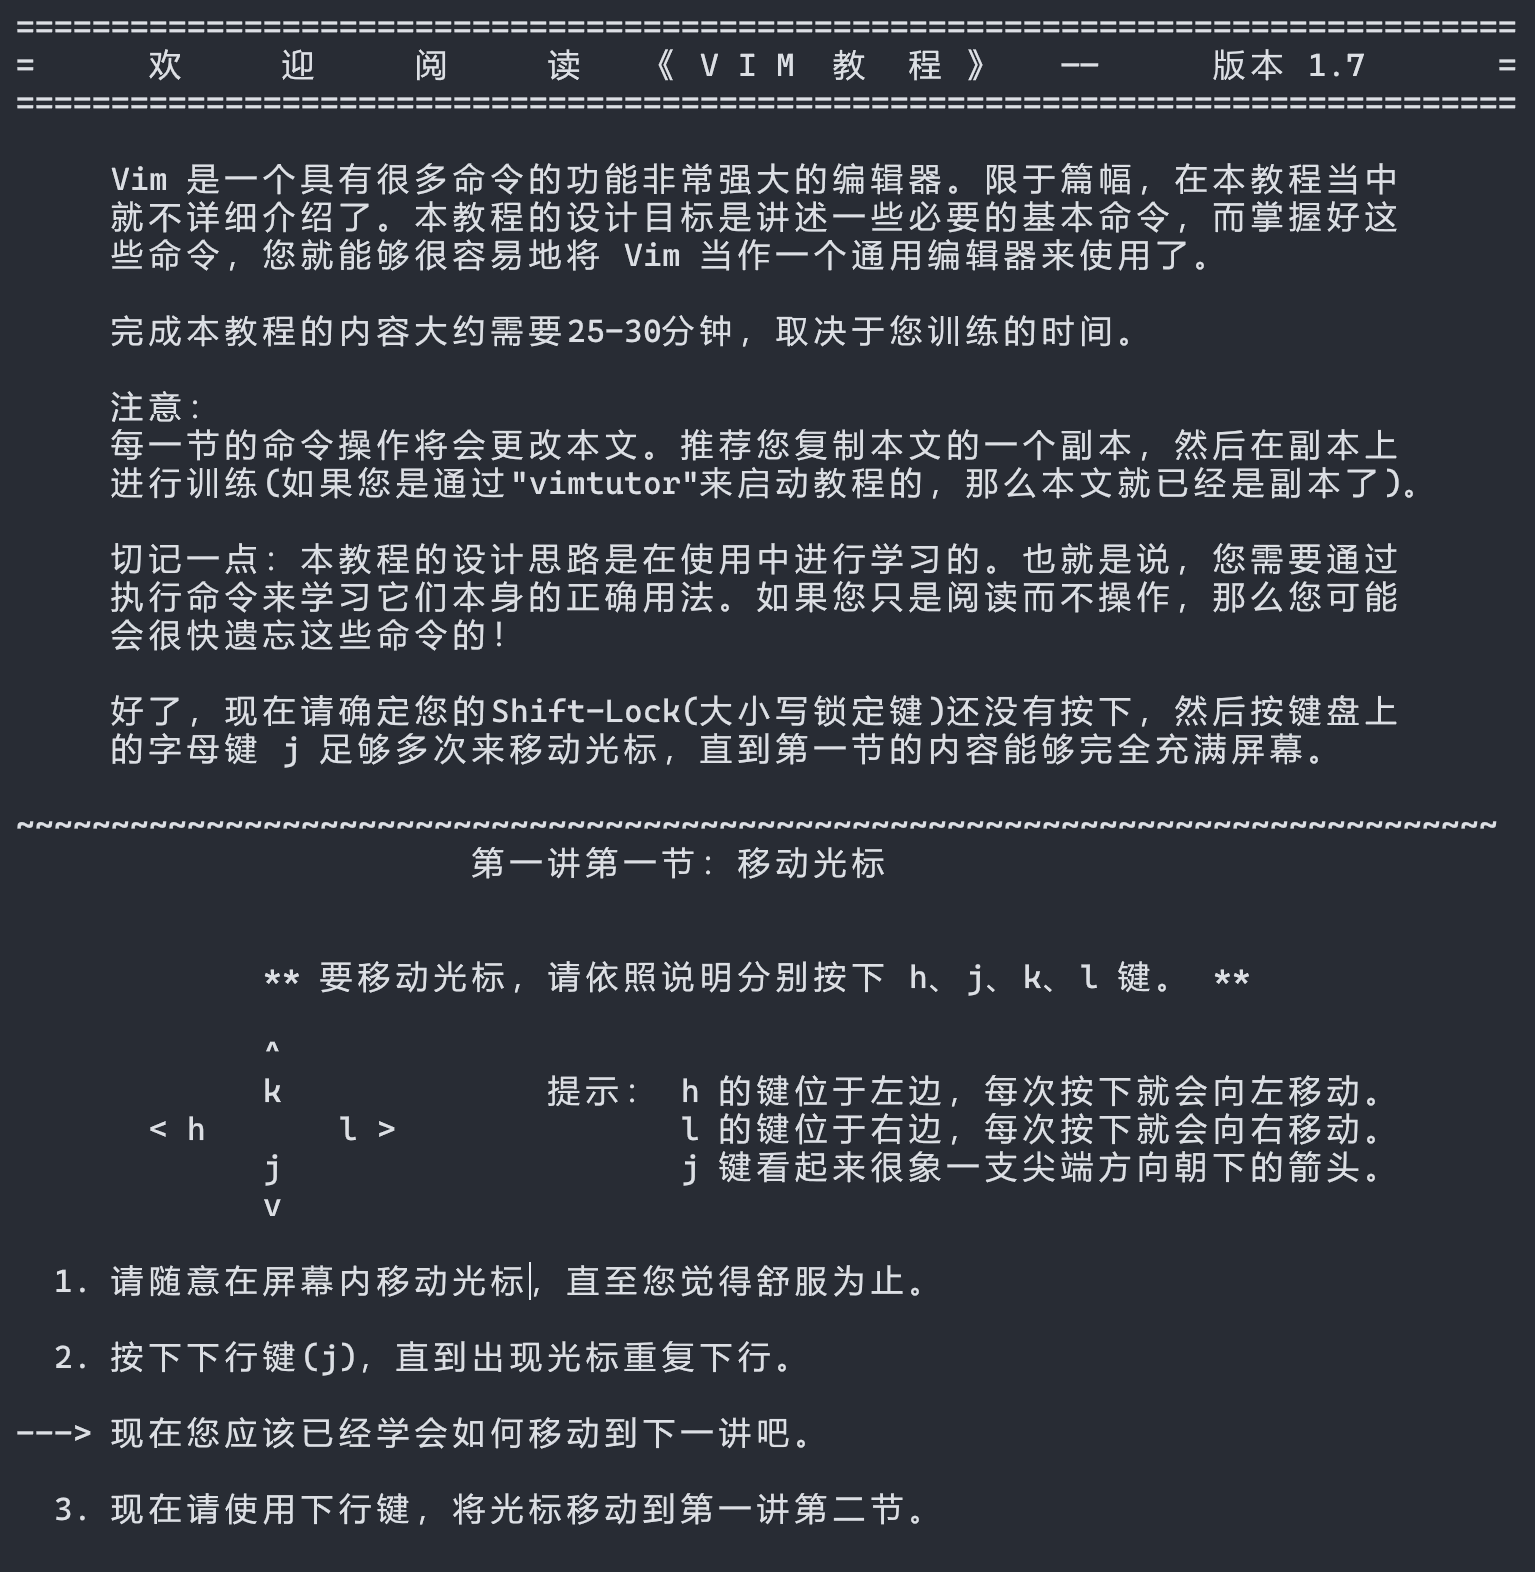 ===============================================================================
=      欢     迎     阅     读   《 V I M  教  程 》   --      版本 1.7       =
===============================================================================
     Vim 是一个具有很多命令的功能非常强大的编辑器。限于篇幅，在本教程当中
     就不详细介绍了。本教程的设计目标是讲述一些必要的基本命令，而掌握好这
     些命令，您就能够很容易地将 Vim 当作一个通用编辑器来使用了。
     完成本教程的内容大约需要25-30分钟，取决于您训练的时间。
     注意：
     每一节的命令操作将会更改本文。推荐您复制本文的一个副本，然后在副本上
     进行训练(如果您是通过"vimtutor"来启动教程的，那么本文就已经是副本了)。
     切记一点：本教程的设计思路是在使用中进行学习的。也就是说，您需要通过
     执行命令来学习它们本身的正确用法。如果您只是阅读而不操作，那么您可能
     会很快遗忘这些命令的！
     好了，现在请确定您的Shift-Lock(大小写锁定键)还没有按下，然后按键盘上
     的字母键 j 足够多次来移动光标，直到第一节的内容能够完全充满屏幕。
~~~~~~~~~~~~~~~~~~~~~~~~~~~~~~~~~~~~~~~~~~~~~~~~~~~~~~~~~~~~~~~~~~~~~~~~~~~~~~
                        第一讲第一节：移动光标
             ** 要移动光标，请依照说明分别按下 h、j、k、l 键。 **
             ^
             k              提示： h 的键位于左边，每次按下就会向左移动。
       < h       l >               l 的键位于右边，每次按下就会向右移动。
             j                     j 键看起来很象一支尖端方向朝下的箭头。
             v
  1. 请随意在屏幕内移动光标，直至您觉得舒服为止。
  2. 按下下行键(j)，直到出现光标重复下行。
---> 现在您应该已经学会如何移动到下一讲吧。
  3. 现在请使用下行键，将光标移动到第一讲第二节。